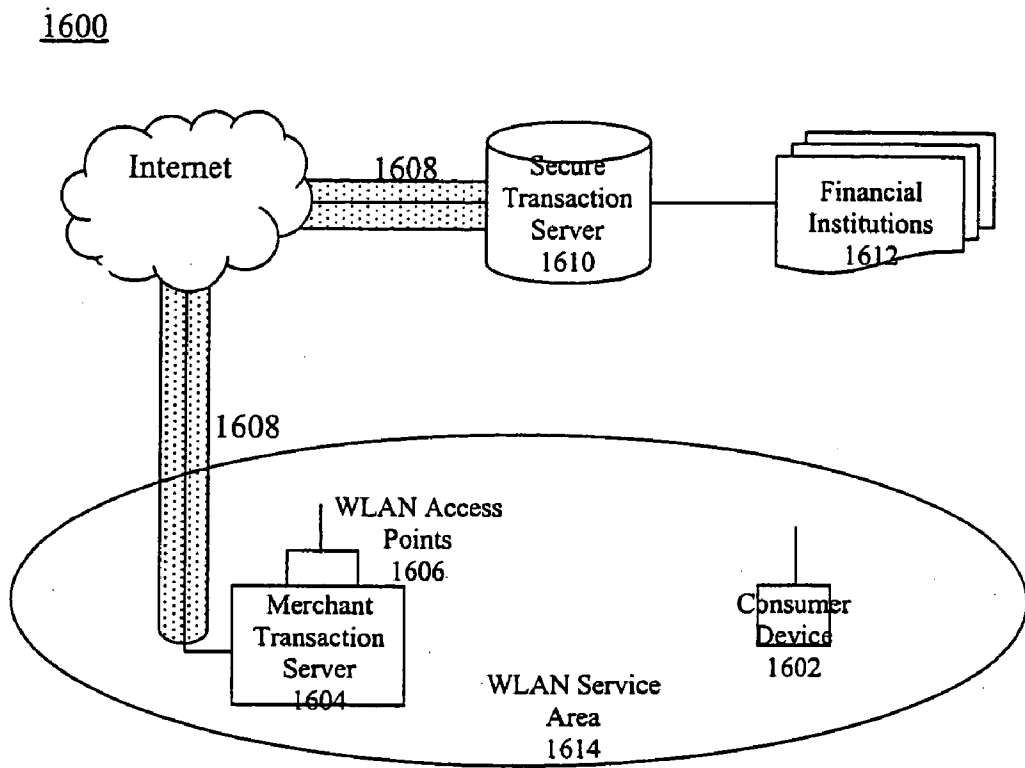 1600
Internet
1608
Secure
Transaction
Server
1610
Financial
Institutions
1612
1608
WLAN Access
Points
1606
Merchant
Transaction
Server
1604
Consumer
Device
1602
WLAN Service
Area
1614